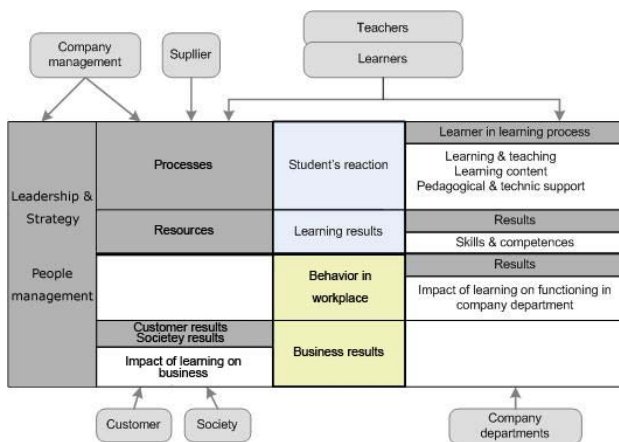 Teachers
Learners
Company
management
Supllier
Leadership &
Strategy
People
management
Processes
Resources
Student's reaction
Learning results
Learner in learning process
Learning & teaching
Learning content
Pedagogical & technic support
Results
Skills & competences
Results
Impact of learning on functioning in
company department
Behavior in
workplace
Customer results
Societey results
Impact of learning on
business
Business results
Customer
Society
Company
departments